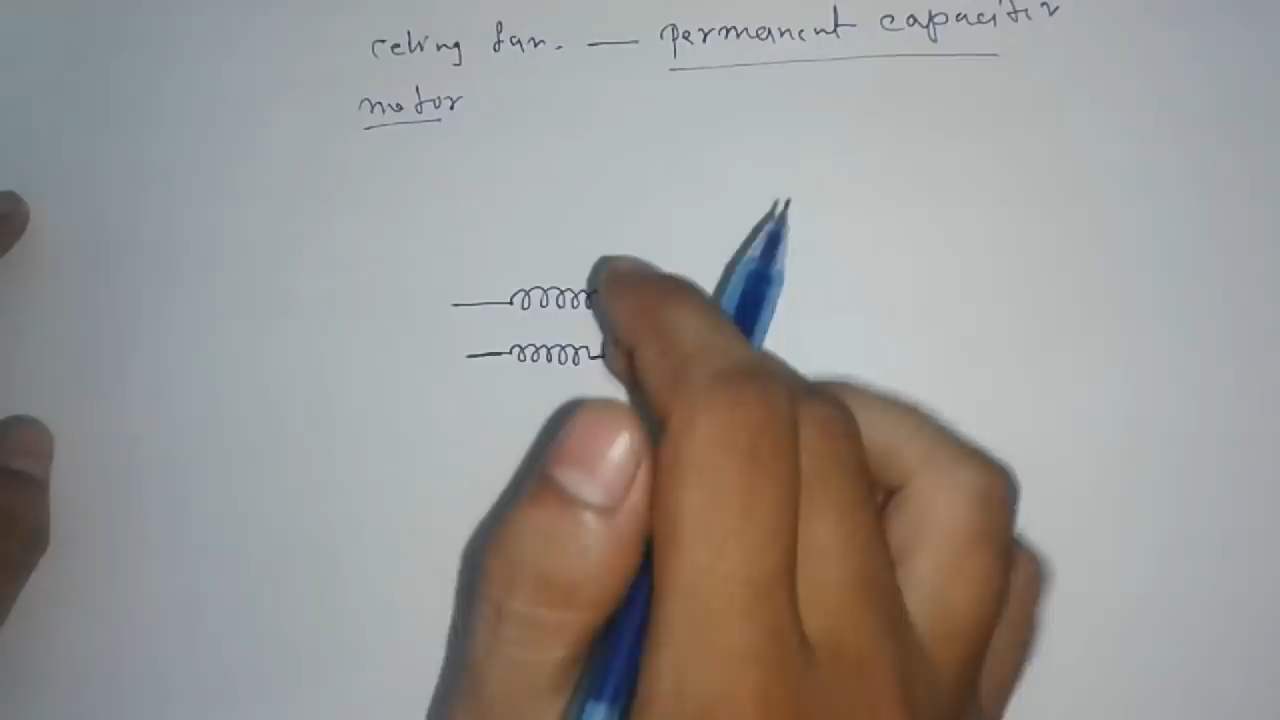 celing fan. — permanent capacitor
motor